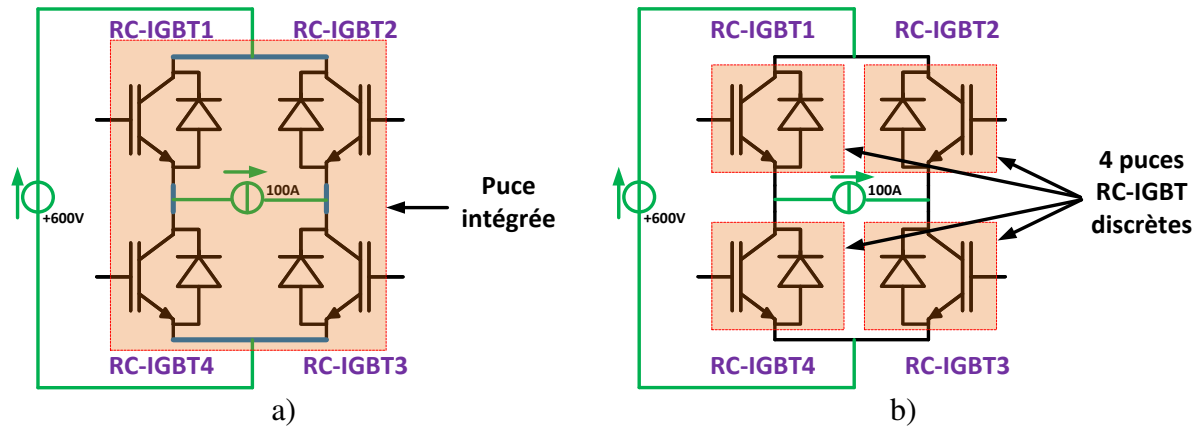 RC-IGBT1 RC-IGBT2
+600V
100A
RC-IGBT4 RC-IGBT3
Puce
intégrée
a)
RC-IGBT1 RC-IGBT2
+600V
100A
RC-IGBT4 RC-IGBT3
4 puces
RC-IGBT
discrètes
b)